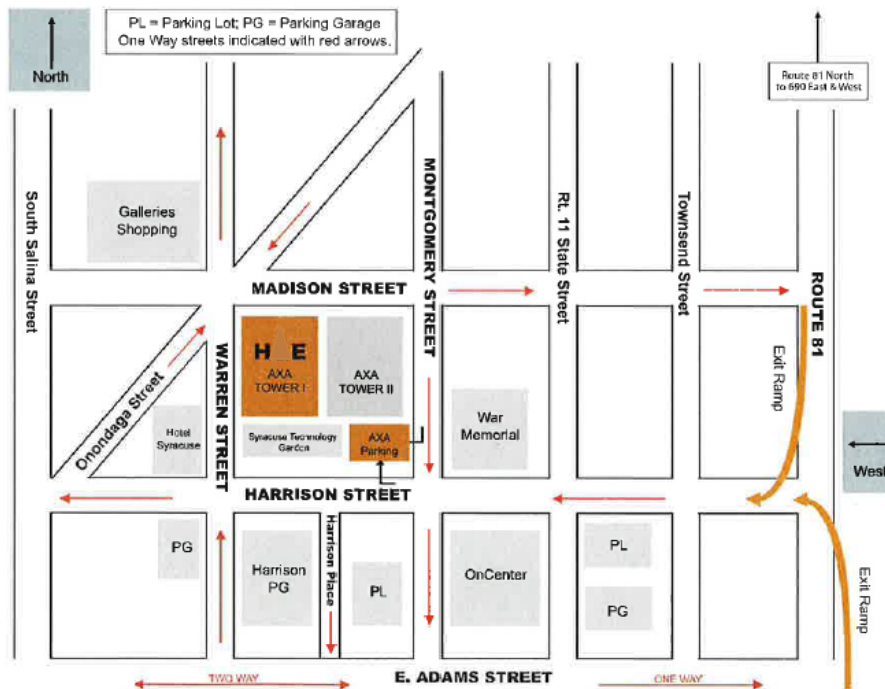 PL = Parking Lot; PG = Parking Garage
One Way streets indicated with red arrows.
North
Route 81 North
to 690 East & West
South Salina Street
Galleries
Shopping
MONTGOMERY STREET
Rt. 11 State Street
Townsend Street
ROUTE 81
MADISON STREET
Onondaga Street
WARREN STREET
H E
AXA
TOWER I
AXA
TOWER II
Hotel
Syracuse
Syracuse Technology
Garden
AXA
Parking
War
Memorial
Exit Ramp
West
HARRISON STREET
PG
Harrison
PG
Harrison Place
PL
OnCenter
PL
PG
Exit Ramp
TWO WAY
E. ADAMS STREET
ONE WAY